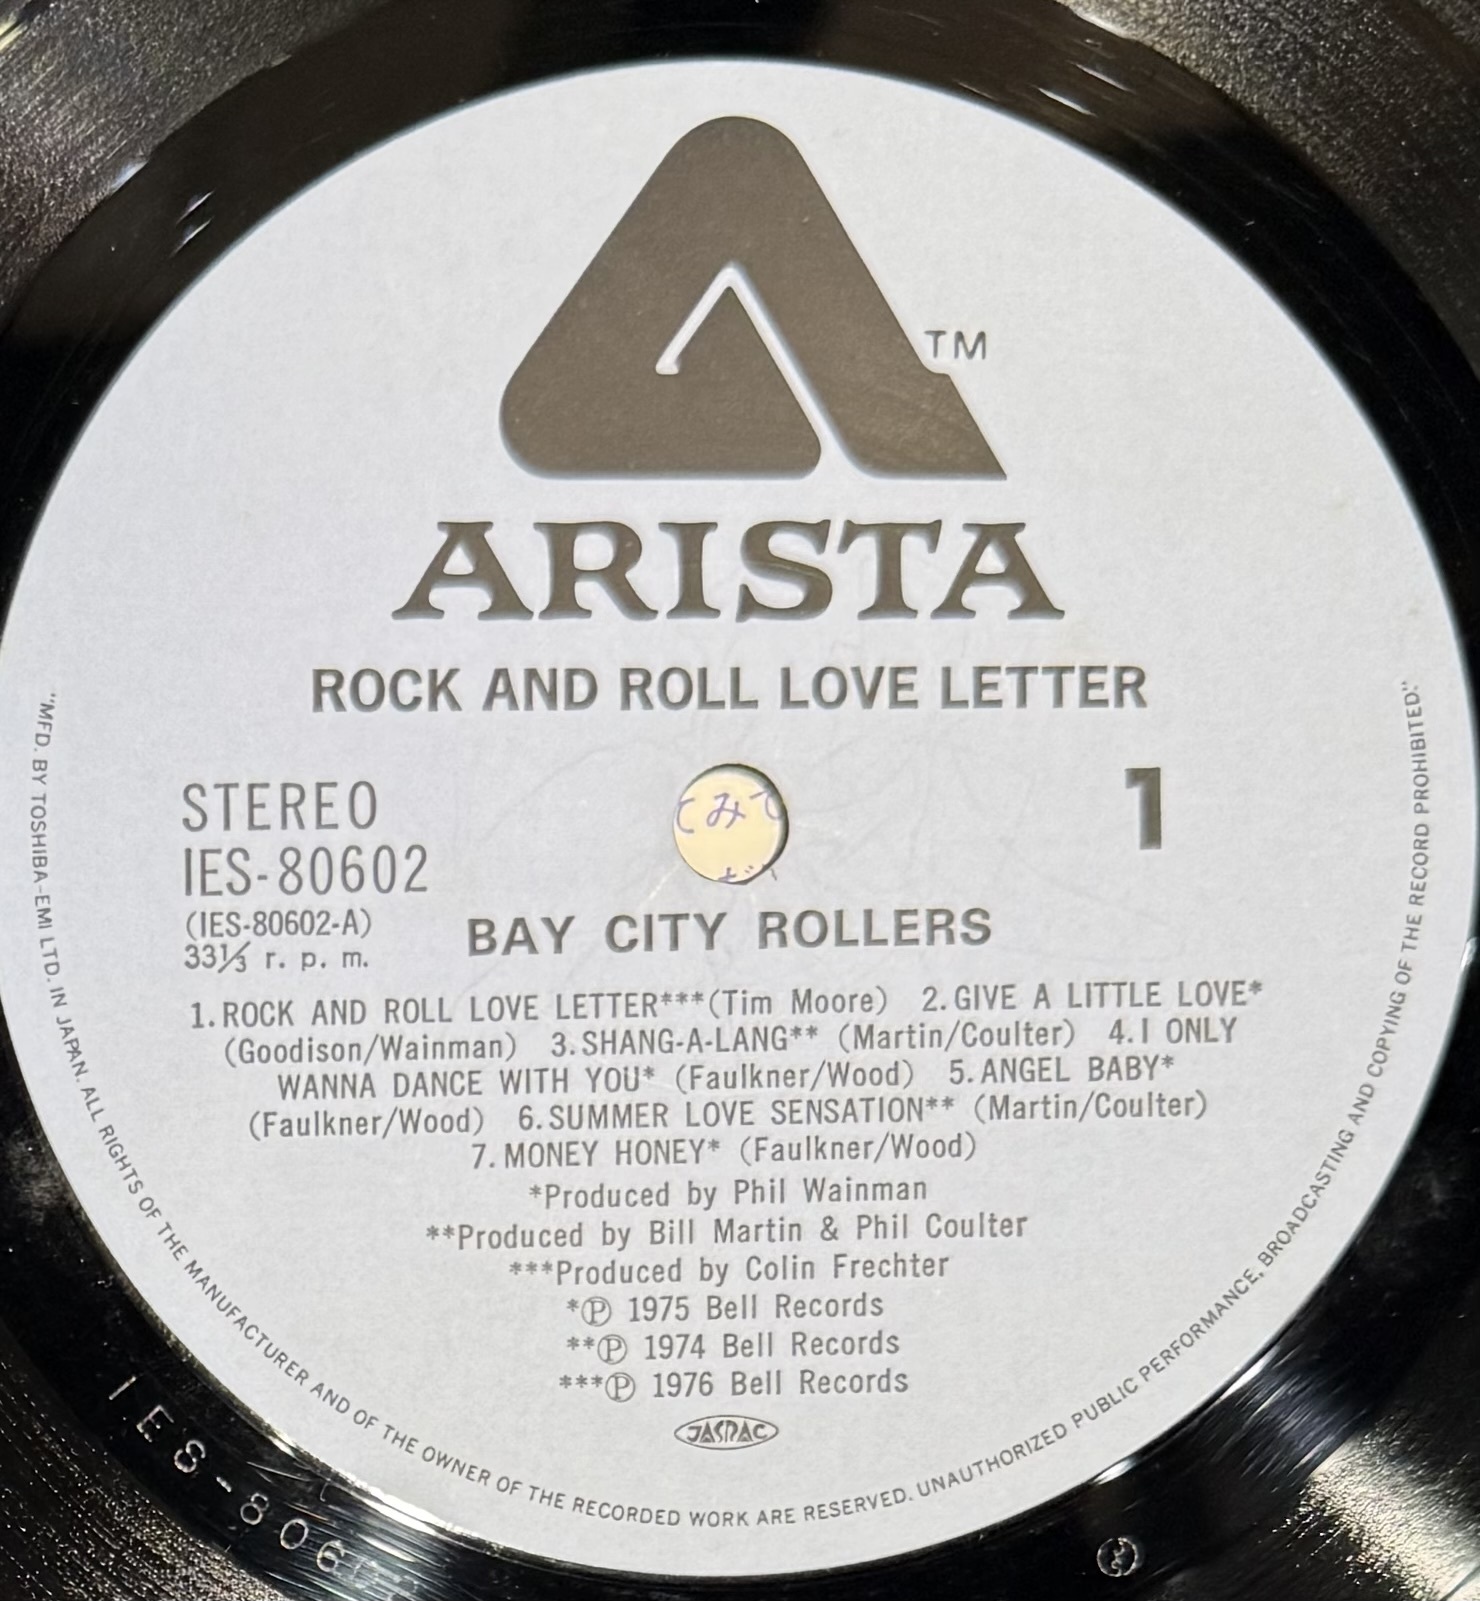 TM
ARISTA
ROCK AND ROLL LOVE LETTER
STEREO
1
IES-80602
(IES-80602-A)
33⅓ r. p. m.
てみて
BAY CITY ROLLERS
1. ROCK AND ROLL LOVE LETTER***(Tim Moore) 2. GIVE A LITTLE LOVE*
(Goodison/Wainman) 3. SHANG-A-LANG** (Martin/Coulter) 4. I ONLY
WANNA DANCE WITH YOU* (Faulkner/Wood) 5. ANGEL BABY*
(Faulkner/Wood) 6. SUMMER LOVE SENSATION** (Martin/Coulter)
7. MONEY HONEY* (Faulkner/Wood)
*Produced by Phil Wainman
**Produced by Bill Martin & Phil Coulter
***Produced by Colin Frechter
*℗ 1975 Bell Records
**℗ 1974 Bell Records
***℗ 1976 Bell Records
JASRAC
"MFD. BY TOSHIBA-EMI LTD. IN JAPAN. ALL RIGHTS OF THE MANUFACTURER AND OF THE OWNER OF THE RECORDED WORK ARE RESERVED. UNAUTHORIZED PUBLIC PERFORMANCE, BROADCASTING AND COPYING OF THE RECORD PROHIBITED."